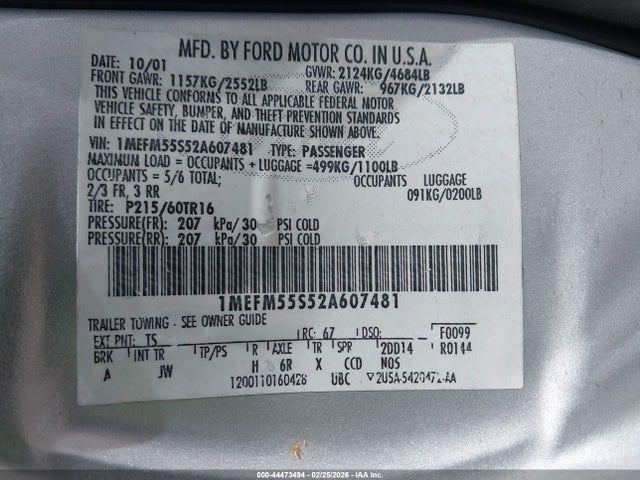 MFD. BY FORD MOTOR CO. IN U.S.A.
DATE: 10/01 GVWR: 2124KG/4684LB
FRONT GAWR: 1157KG/2552LB REAR GAWR: 967KG/2132LB
THIS VEHICLE CONFORMS TO ALL APPLICABLE FEDERAL MOTOR
VEHICLE SAFETY, BUMPER, AND THEFT PREVENTION STANDARDS
IN EFFECT ON THE DATE OF MANUFACTURE SHOWN ABOVE.
VIN: 1MEFM55S52A607481 TYPE: PASSENGER
MAXIMUM LOAD = OCCUPANTS + LUGGAGE =499KG/1100LB
OCCUPANTS = 5/6 TOTAL; OCCUPANTS LUGGAGE
2/3 FR, 3 RR 091KG/0200LB
TIRE: P215/60TR16
PRESSURE(FR) 207 kPa/30 PSI COLD
PRESSURE(RR) 207 kPa/30 PSI COLD
1MEFM55S52A607481
TRAILER TOWING - SEE OWNER GUIDE
EXT PNT: TS RC: 67 DSO: F0099
BRK INT TR TP/PS R AXLE TR SPR 2DD14 R0144
A JW H 6R X CCD NOS
1200110160428 UBC
000-44473494 - 02/25/2026 - IAA Inc.